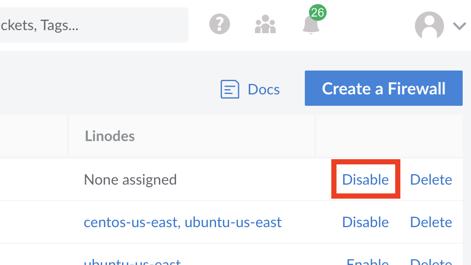 ckets, Tags...
26
Docs
Create a Firewall
Linodes
None assigned
Disable
Delete
centos-us-east, ubuntu-us-east
Disable
Delete
ubuntu-us-east
Enable
Delete